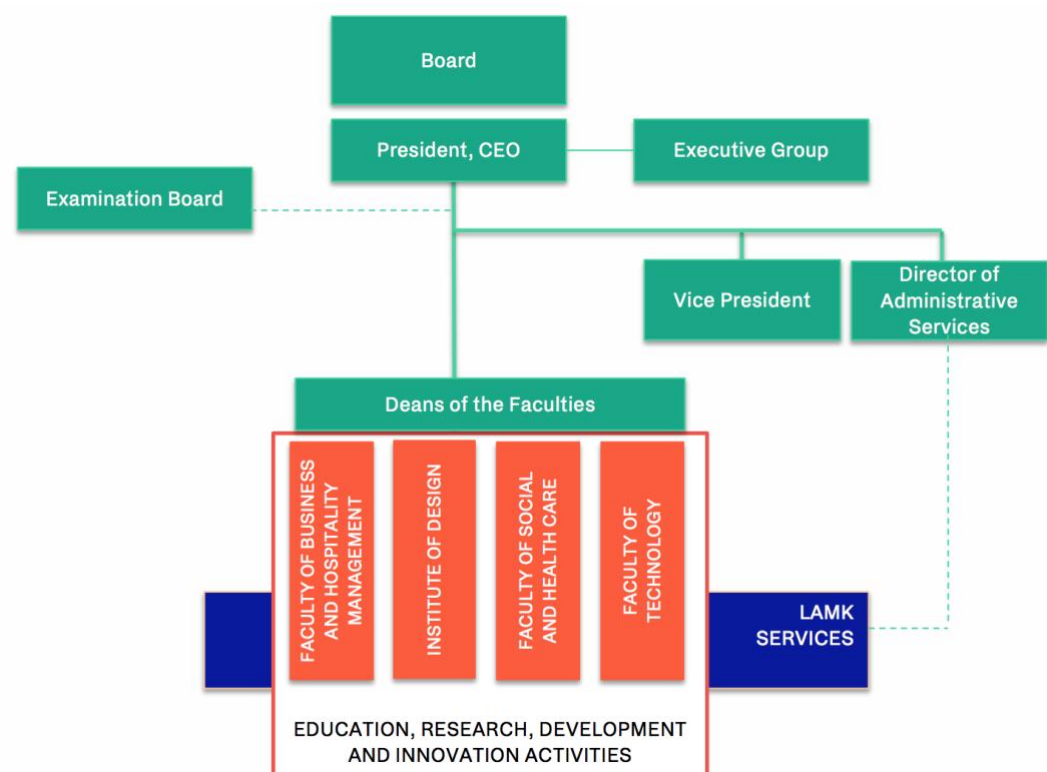 Board
President, CEO
Executive Group
Examination Board
Vice President
Director of
Administrative
Services
Deans of the Faculties
FACULTY OF BUSINESS
AND HOSPITALITY
MANAGEMENT
INSTITUTE OF DESIGN
FACULTY OF SOCIAL
AND HEALTH CARE
FACULTY OF
TECHNOLOGY
LAMK
SERVICES
EDUCATION, RESEARCH, DEVELOPMENT
AND INNOVATION ACTIVITIES